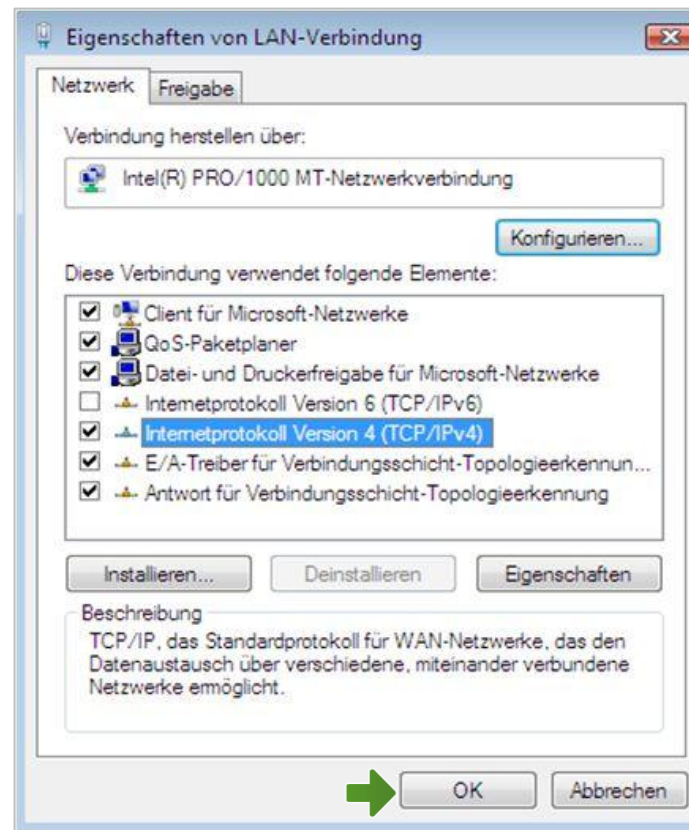 Eigenschaften von LAN-Verbindung
Netzwerk
Freigabe
Verbindung herstellen über:
Intel(R) PRO/1000 MT-Netzwerkverbindung
Konfigurieren...
Diese Verbindung verwendet folgende Elemente:
Client für Microsoft-Netzwerke
QoS-Paketplaner
Datei- und Druckerfreigabe für Microsoft-Netzwerke
Internetprotokoll Version 6 (TCP/IPv6)
Internetprotokoll Version 4 (TCP/IPv4)
E/A-Treiber für Verbindungsschicht-Topologieerkennun...
Antwort für Verbindungsschicht-Topologieerkennung
Installieren...
Deinstallieren
Eigenschaften
Beschreibung
TCP/IP, das Standardprotokoll für WAN-Netzwerke, das den
Datenaustausch über verschiedene, miteinander verbundene
Netzwerke ermöglicht.
OK
Abbrechen